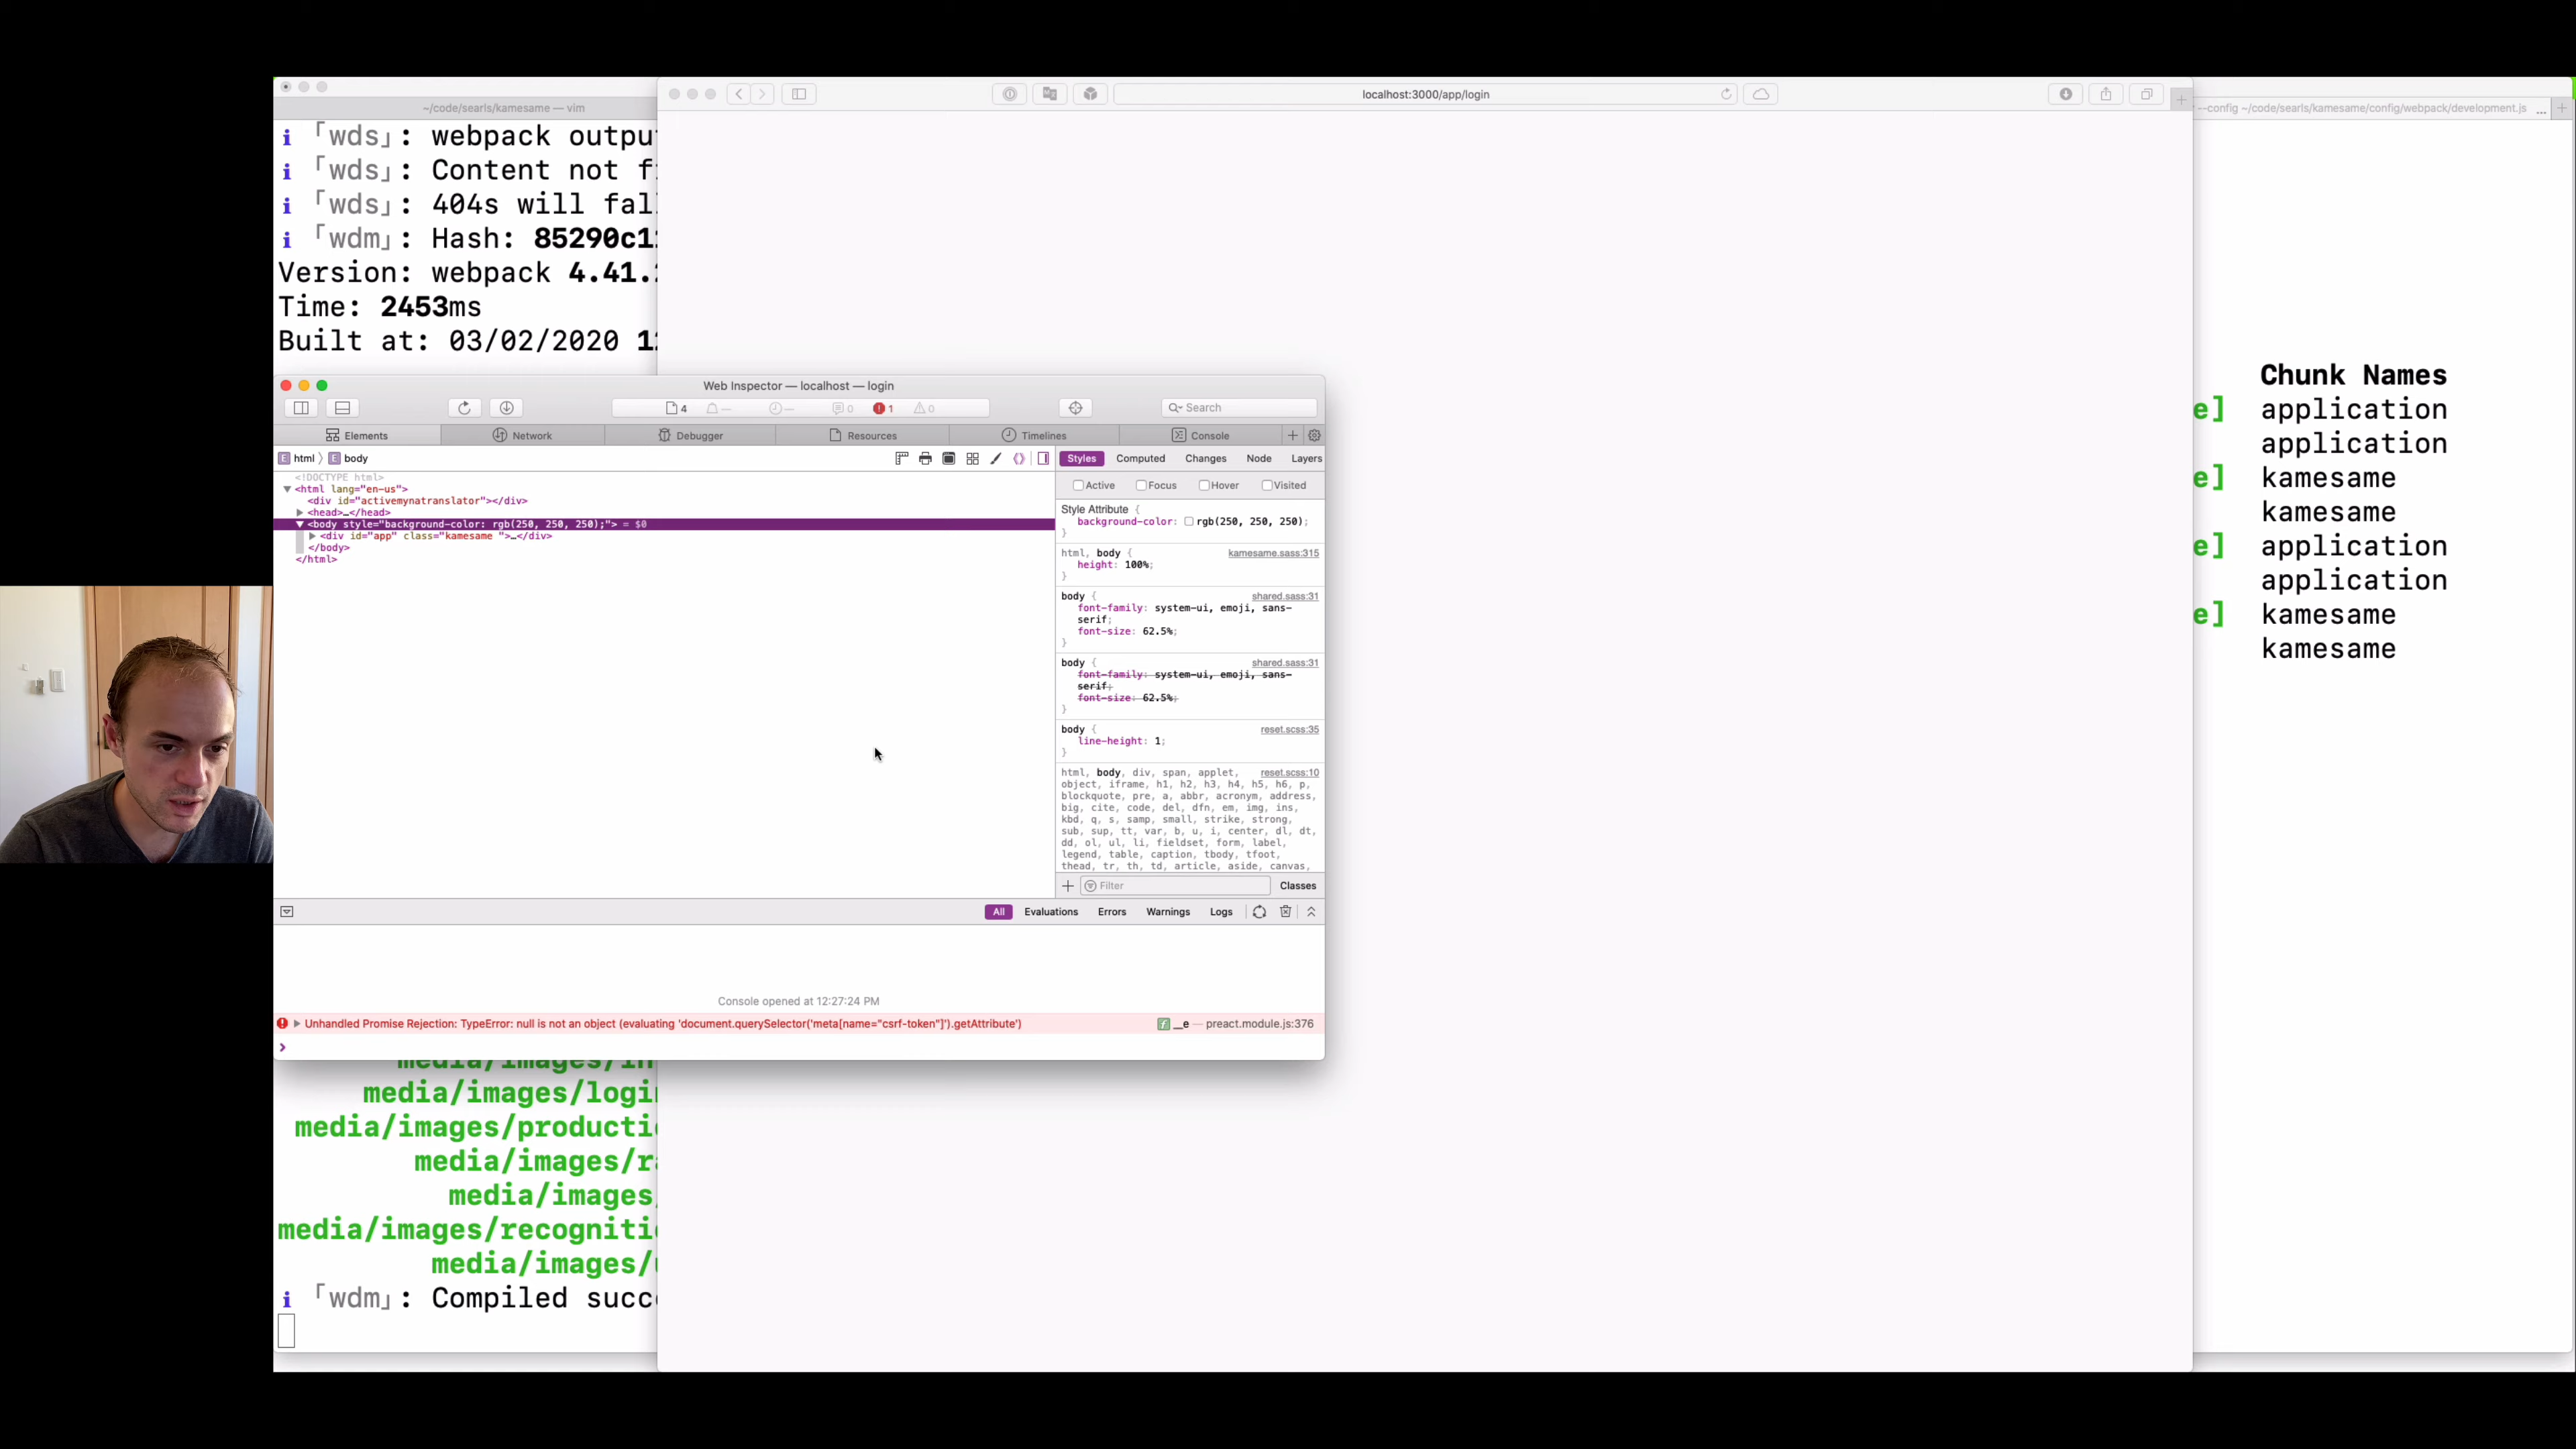 ~/code/searls/kamesame — vim
localhost:3000/app/login
--config ~/code/searls/kamesame/config/webpack/development.js ...
i 「wds」: webpack outpu
i 「wds」: Content not f
i 「wds」: 404s will fal
i 「wdm」: Hash: 85290c1
Version: webpack 4.41.
Time: 2453ms
Built at: 03/02/2020 1
Web Inspector — localhost — login
4 — — 0 1 0
Search
Elements Network Debugger Resources Timelines Console
E html E body
Styles Computed Changes Node Layers
Active Focus Hover Visited
<!DOCTYPE html>
<html lang="en-us">
<div id="activemynatranslator"></div>
<head>…</head>
<body style="background-color: rgb(250, 250, 250);"> = $0
<div id="app" class="kamesame ">…</div>
</body>
</html>
Style Attribute {
background-color: rgb(250, 250, 250);
}
html, body { kamesame.sass:315
height: 100%;
}
body { shared.sass:31
font-family: system-ui, emoji, sans-
serif;
font-size: 62.5%;
}
body { shared.sass:31
font-family: system-ui, emoji, sans-
serif;
font-size: 62.5%;
}
body { reset.scss:35
line-height: 1;
}
html, body, div, span, applet, reset.scss:10
object, iframe, h1, h2, h3, h4, h5, h6, p,
blockquote, pre, a, abbr, acronym, address,
big, cite, code, del, dfn, em, img, ins,
kbd, q, s, samp, small, strike, strong,
sub, sup, tt, var, b, u, i, center, dl, dt,
dd, ol, ul, li, fieldset, form, label,
legend, table, caption, tbody, tfoot,
thead, tr, th, td, article, aside, canvas,
Filter Classes
All Evaluations Errors Warnings Logs
Console opened at 12:27:24 PM
Unhandled Promise Rejection: TypeError: null is not an object (evaluating 'document.querySelector('meta[name="csrf-token"]').getAttribute') f __e — preact.module.js:376
media/images/
media/images/logi
media/images/producti
media/images/r
media/images/
media/images/recogniti
media/images/
i 「wdm」: Compiled succ
Chunk Names
e] application
application
e] kamesame
kamesame
e] application
application
e] kamesame
kamesame